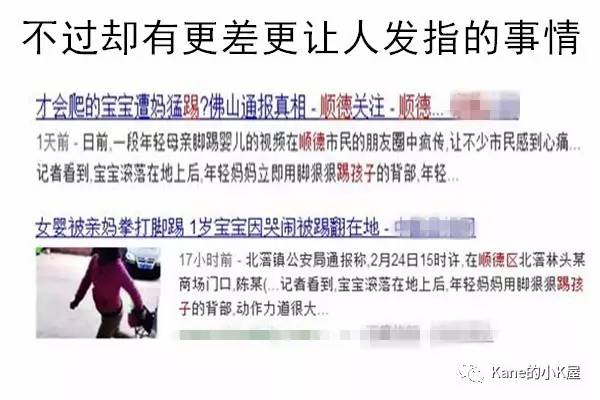 不过却有更差更让人发指的事情
才会爬的宝宝遭妈猛踢?佛山通报真相 - 顺德关注 - 顺德...
1天前 - 日前,一段年轻母亲脚踢婴儿的视频在顺德市民的朋友圈中疯传,让不少市民感到心痛...
记者看到,宝宝滚落在地上后,年轻妈妈立即用脚狠狠踢孩子的背部,年轻...
女婴被亲妈拳打脚踢 1岁宝宝因哭闹被踢翻在地 -
17小时前 - 北滘镇公安局通报称,2月24日15时许,在顺德区北滘林头某
商场门口,陈某(...记者看到,宝宝滚落在地上后,年轻妈妈用脚狠狠踢孩子
的背部,动作力道很大...
Kane的小K屋